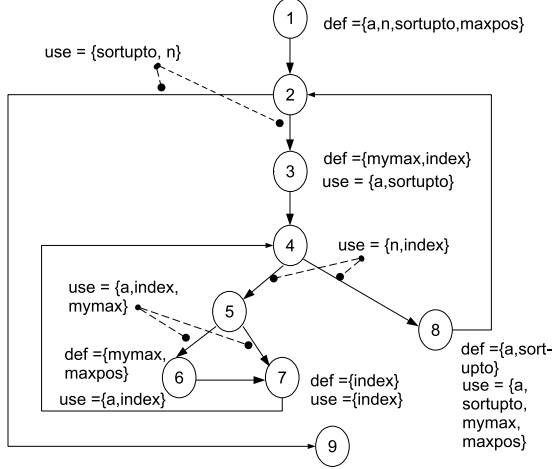 1
def ={a,n,sortupto,maxpos}
use = {sortupto, n}
2
def ={mymax,index}
3
use = {a,sortupto}
4
use = {n,index}
use = {a,index,
mymax}
5
8
def ={mymax,
maxpos}
6
use ={a,index}
7
def ={index}
use ={index}
def ={a,sort-
upto}
use = {a,
sortupto,
mymax,
maxpos}
9